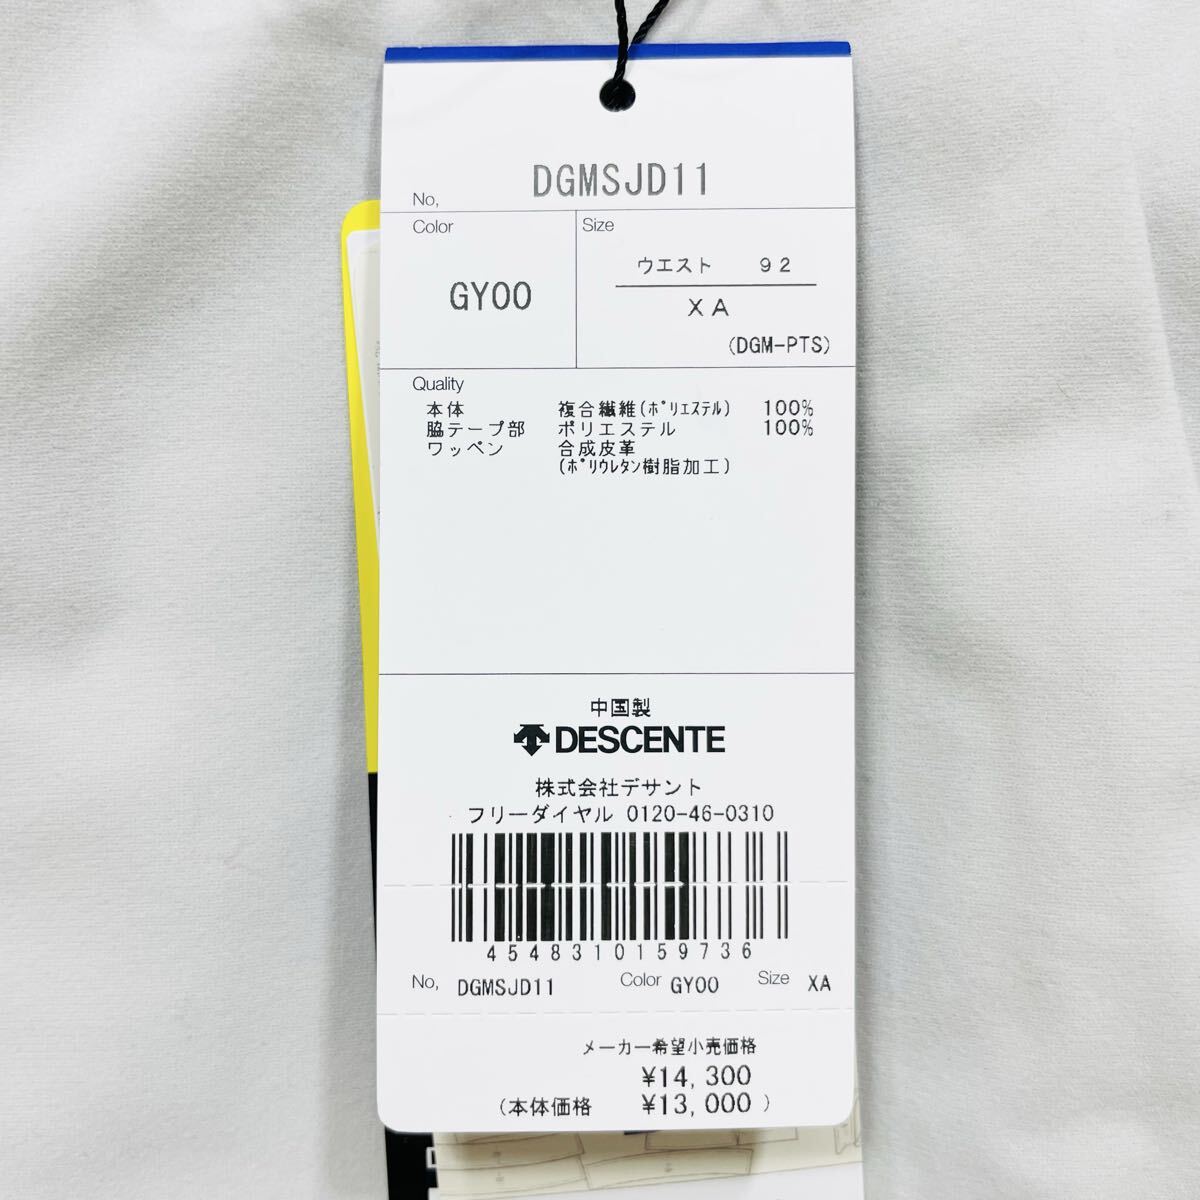 No, DGMSJD11
Color
GY00
Size
ウエスト 92
XA
(DGM-PTS)
Quality
本体 複合繊維(ﾎﾟﾘｴｽﾃﾙ) 100%
脇テープ部 ポリエステル 100%
ワッペン 合成皮革
(ﾎﾟﾘｳﾚﾀﾝ樹脂加工)
中国製
DESCENTE
株式会社デサント
フリーダイヤル 0120-46-0310
4548310159736
No, DGMSJD11 Color GY00 Size XA
メーカー希望小売価格
¥14,300
(本体価格 ¥13,000)